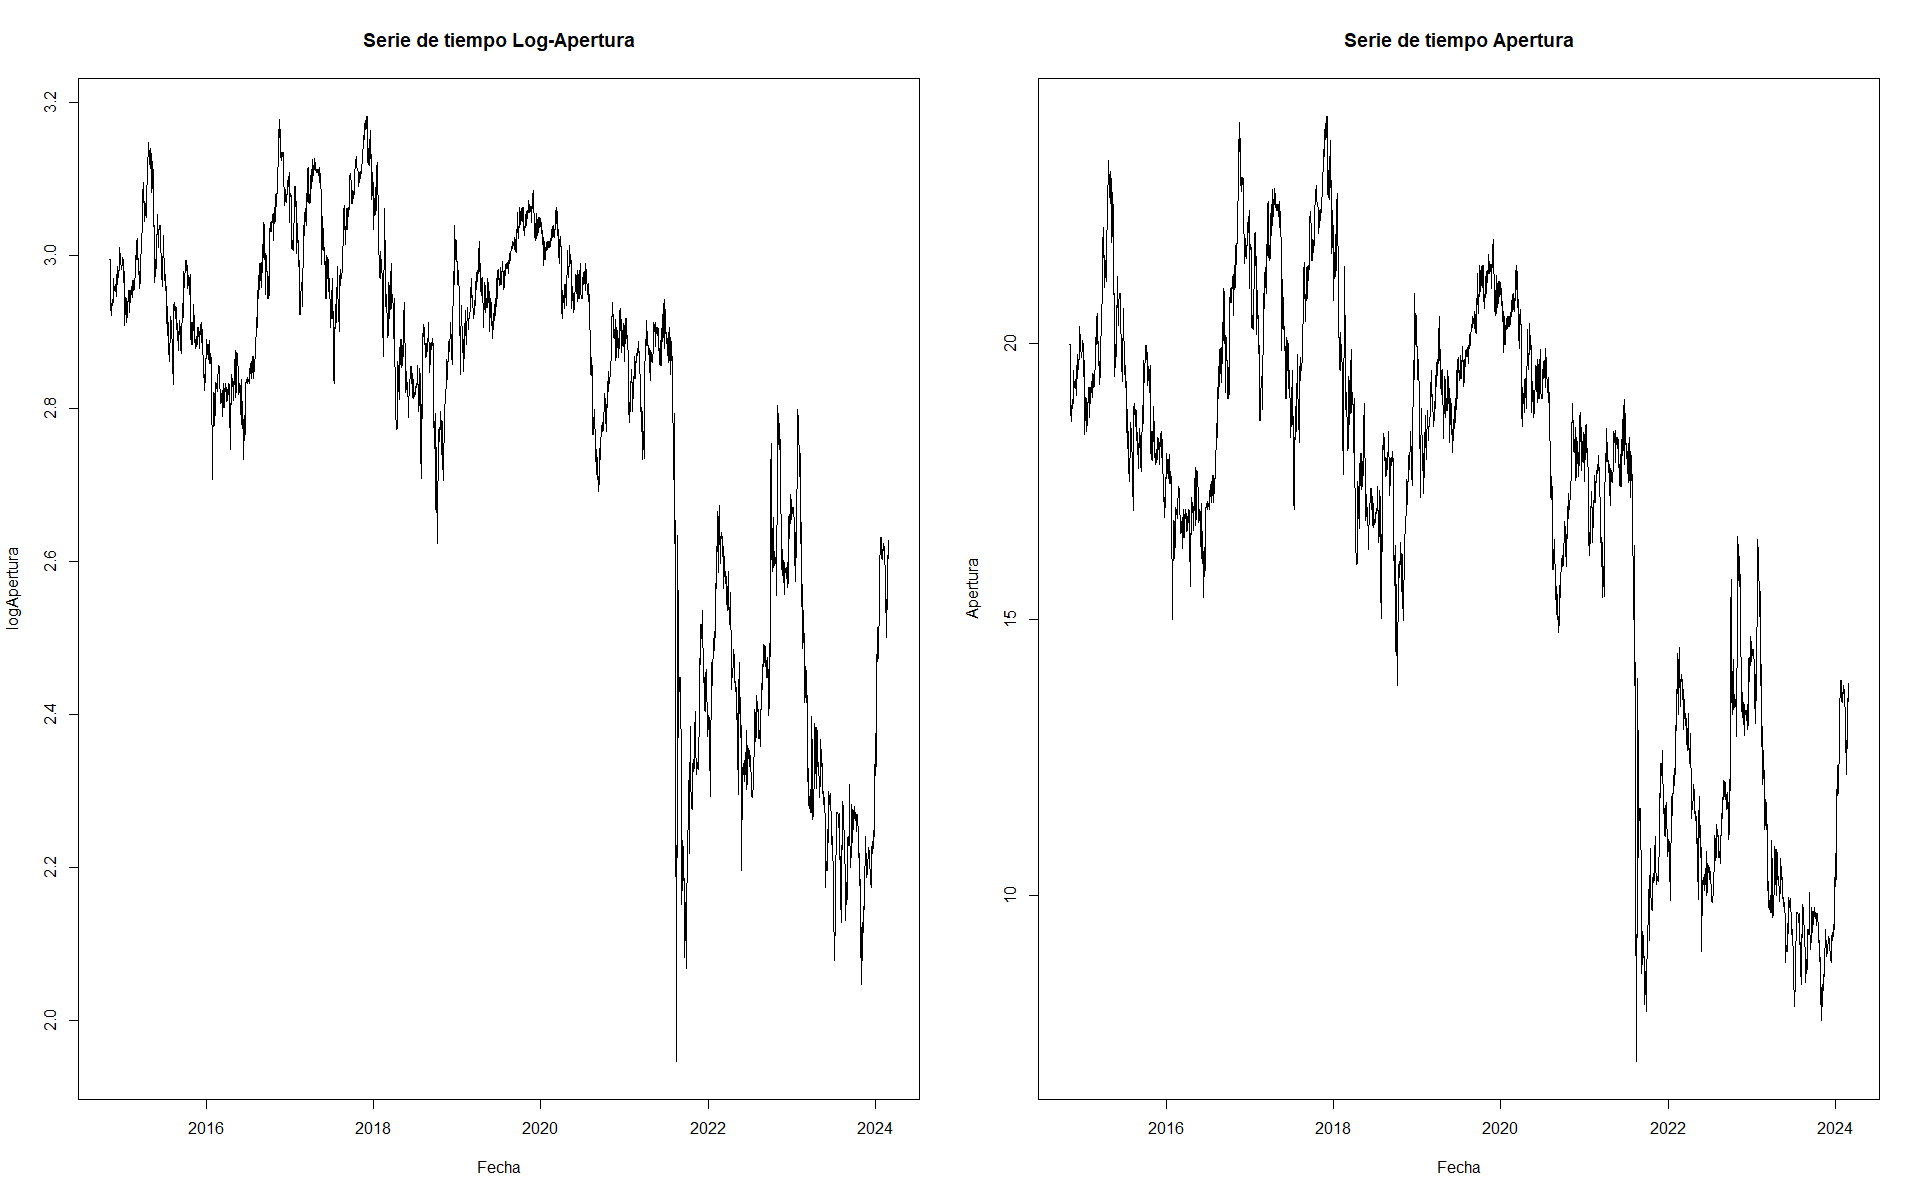 Serie de tiempo Log-Apertura
logApertura
3.2
3.0
2.8
2.6
2.4
2.2
2.0
2016 2018 2020 2022 2024
Fecha
Serie de tiempo Apertura
Apertura
20
15
10
2016 2018 2020 2022 2024
Fecha